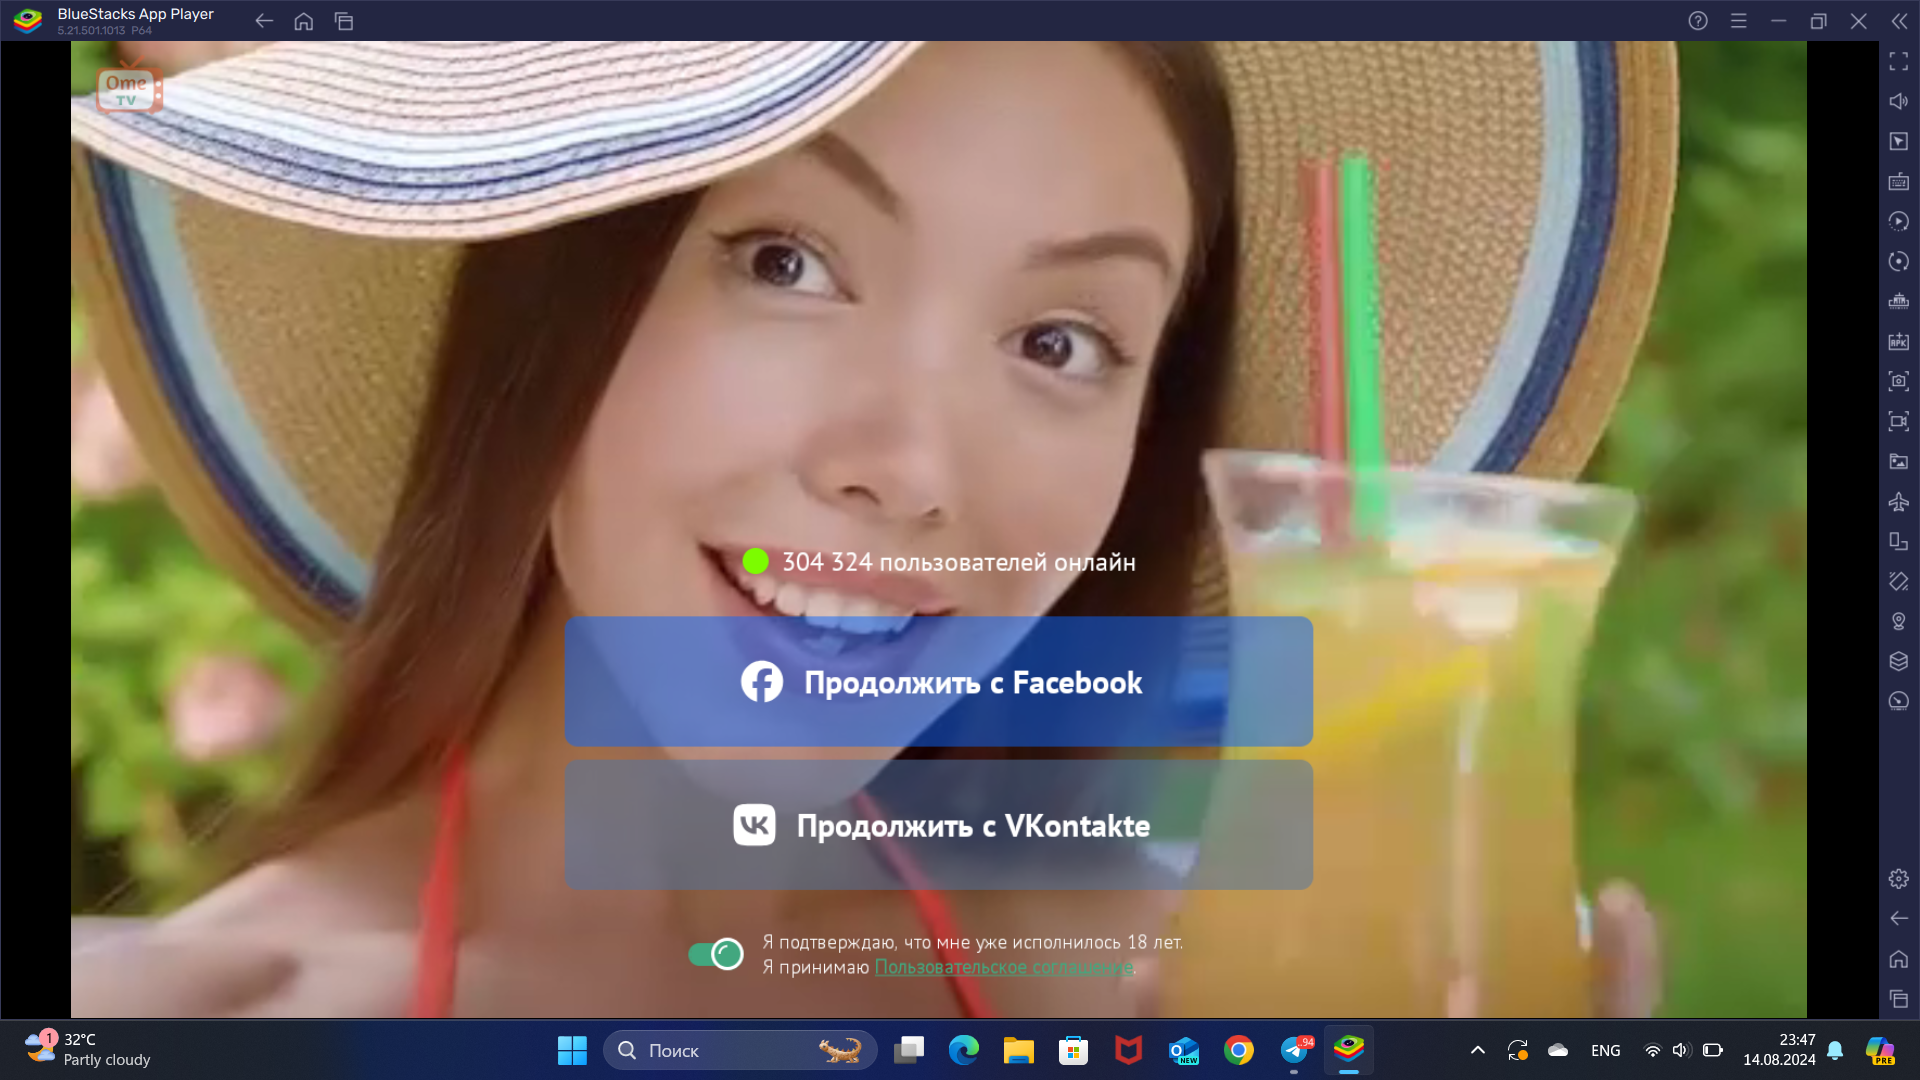 BlueStacks App Player
5.21.501.1013 P64
Ome
TV
304 324 пользователей онлайн
Продолжить с Facebook
Продолжить с VKontakte
Я подтверждаю, что мне уже исполнилось 18 лет.
Я принимаю Пользовательское соглашение.
1
32°C
Partly cloudy
Поиск
NEW
94
ENG
23:47
14.08.2024
PRE